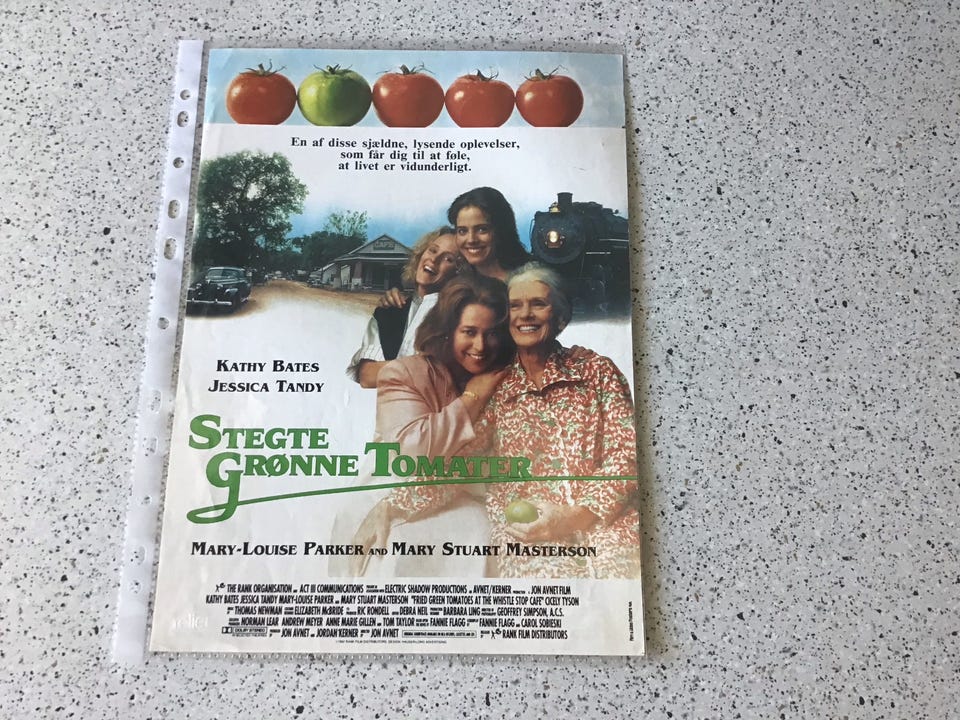 En af disse sjældne, lysende oplevelser,
som får dig til at føle,
at livet er vidunderligt.
CAFE
KATHY BATES
JESSICA TANDY
STEGTE
GRØNNE TOMATER
MARY-LOUISE PARKER AND MARY STUART MASTERSON
THE RANK ORGANISATION AND ACT III COMMUNICATIONS ELECTRIC SHADOW PRODUCTIONS AVNET/KERNER JON AVNET FILM
KATHY BATES JESSICA TANDY MARY-LOUISE PARKER AND MARY STUART MASTERSON "FRIED GREEN TOMATOES AT THE WHISTLE STOP CAFE" CICELY TYSON
THOMAS NEWMAN ELIZABETH McBRIDE RIC RONDELL DEBRA NEIL BARBARA LING GEOFFREY SIMPSON, A.C.S.
NORMAN LEAR ANDREW MEYER ANNE MARIE GILLEN TOM TAYLOR FANNIE FLAGG FANNIE FLAGG AND CAROL SOBIESKI
DOLBY STEREO JON AVNET JORDAN KERNER JON AVNET RANK FILM DISTRIBUTORS